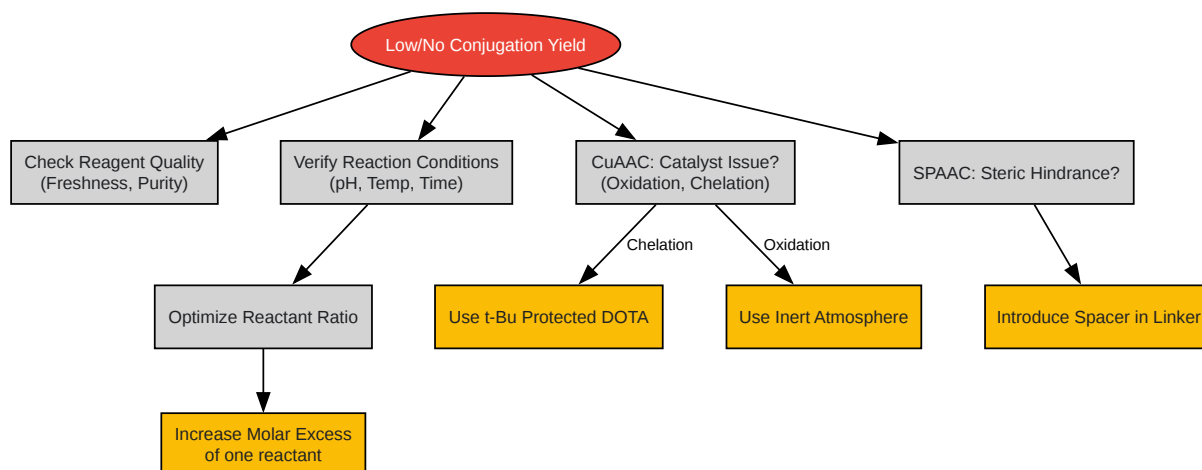 Low/No Conjugation Yield
Check Reagent Quality
(Freshness, Purity)
Verify Reaction Conditions
(pH, Temp, Time)
CuAAC: Catalyst Issue?
(Oxidation, Chelation)
SPAAC: Steric Hindrance?
Chelation
Oxidation
Optimize Reactant Ratio
Use t-Bu Protected DOTA
Use Inert Atmosphere
Introduce Spacer in Linker
Increase Molar Excess
of one reactant